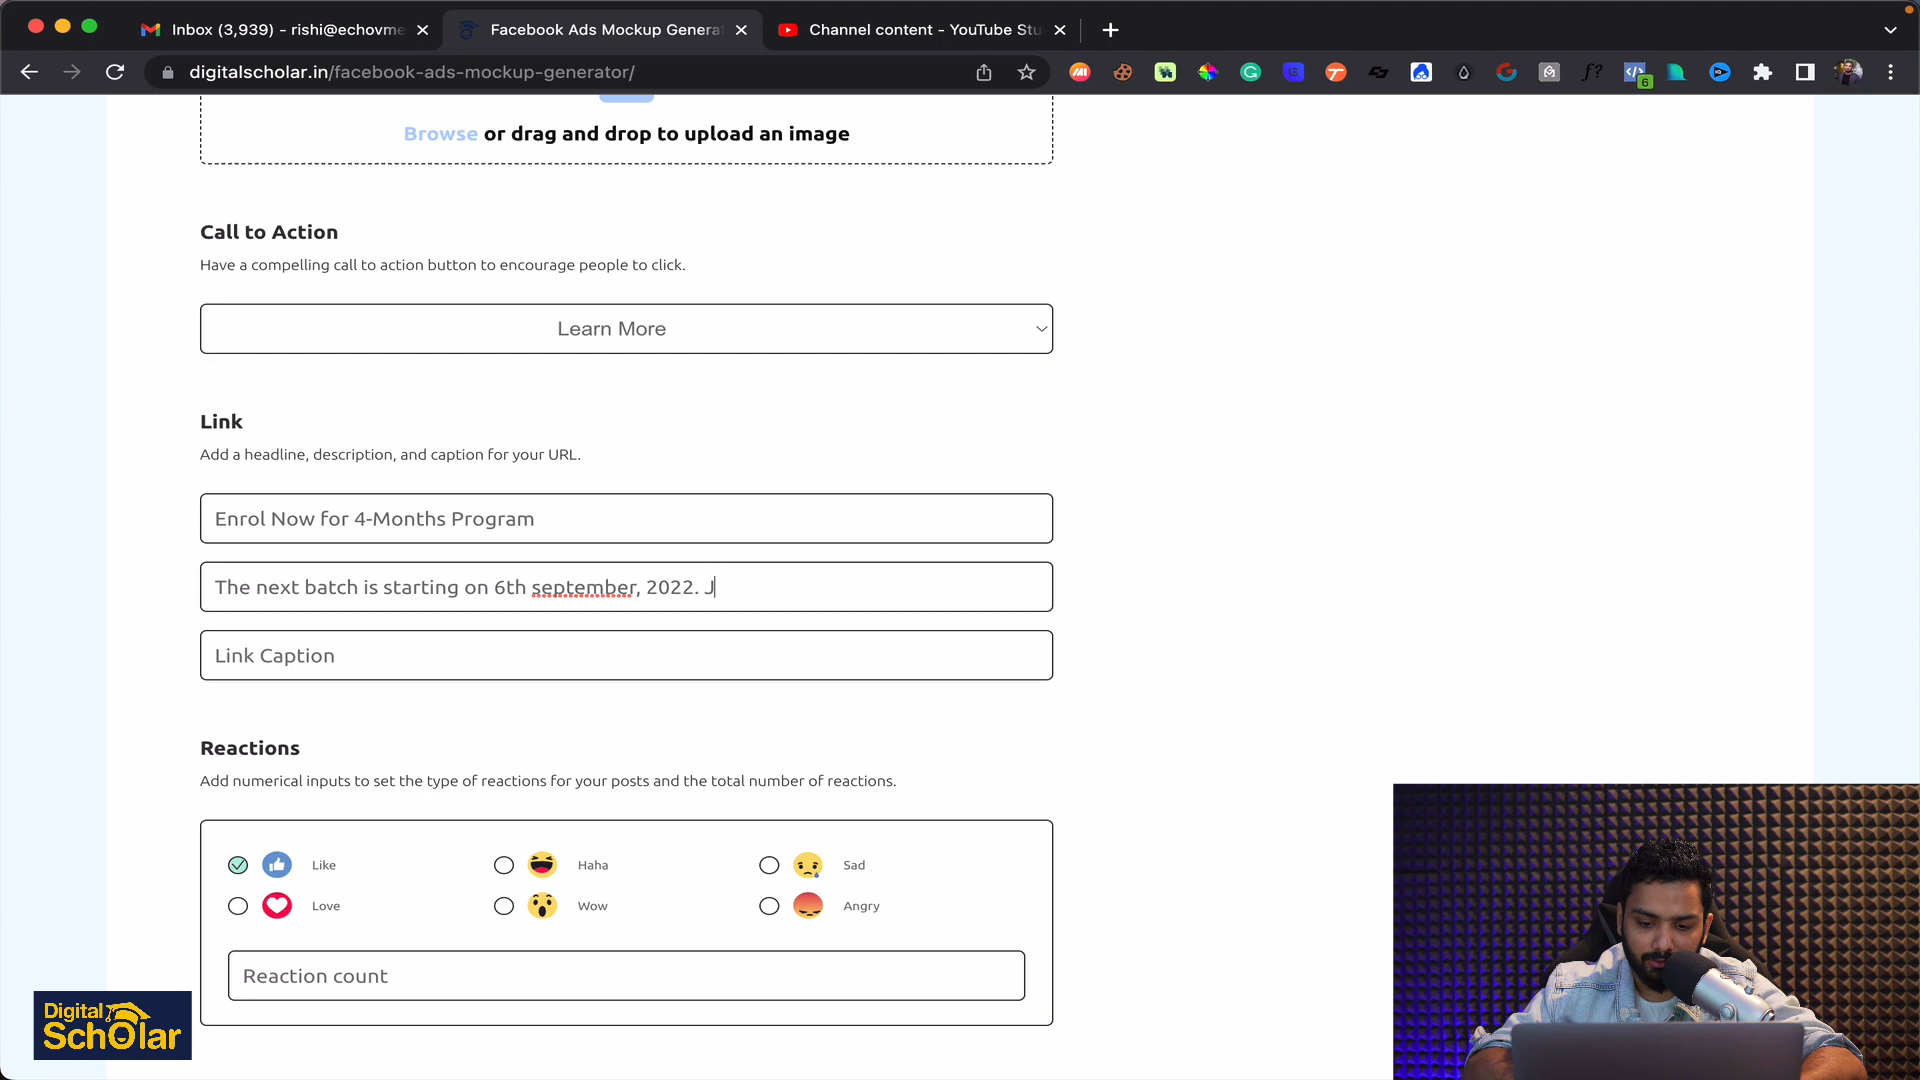 Inbox (3,939) - rishi@echovme
Facebook Ads Mockup Genera
Channel content - YouTube Stu
digitalscholar.in/facebook-ads-mockup-generator/
6
Browse or drag and drop to upload an image
Call to Action
Have a compelling call to action button to encourage people to click.
Learn More
Link
Add a headline, description, and caption for your URL.
Enrol Now for 4-Months Program
The next batch is starting on 6th september, 2022. J
Link Caption
Reactions
Add numerical inputs to set the type of reactions for your posts and the total number of reactions.
Like
Haha
Sad
Love
Wow
Angry
Reaction count
Digital
SchOlar